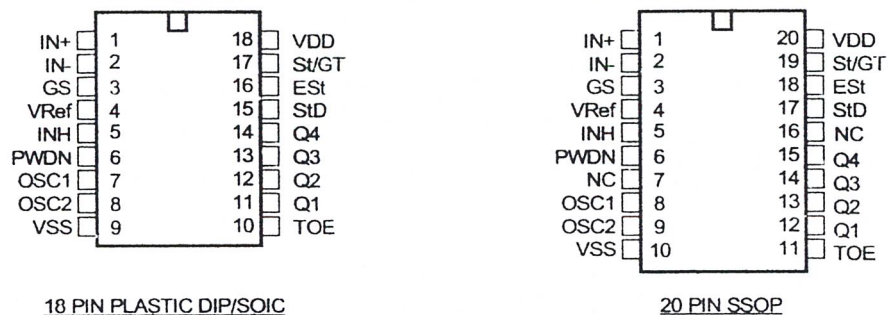 IN+ 1 18 VDD
IN- 2 17 St/GT
GS 3 16 ESt
VRef 4 15 StD
INH 5 14 Q4
PWDN 6 13 Q3
OSC1 7 12 Q2
OSC2 8 11 Q1
VSS 9 10 TOE
18 PIN PLASTIC DIP/SOIC
IN+ 1 20 VDD
IN- 2 19 St/GT
GS 3 18 ESt
VRef 4 17 StD
INH 5 16 NC
PWDN 6 15 Q4
NC 7 14 Q3
OSC1 8 13 Q2
OSC2 9 12 Q1
VSS 10 11 TOE
20 PIN SSOP